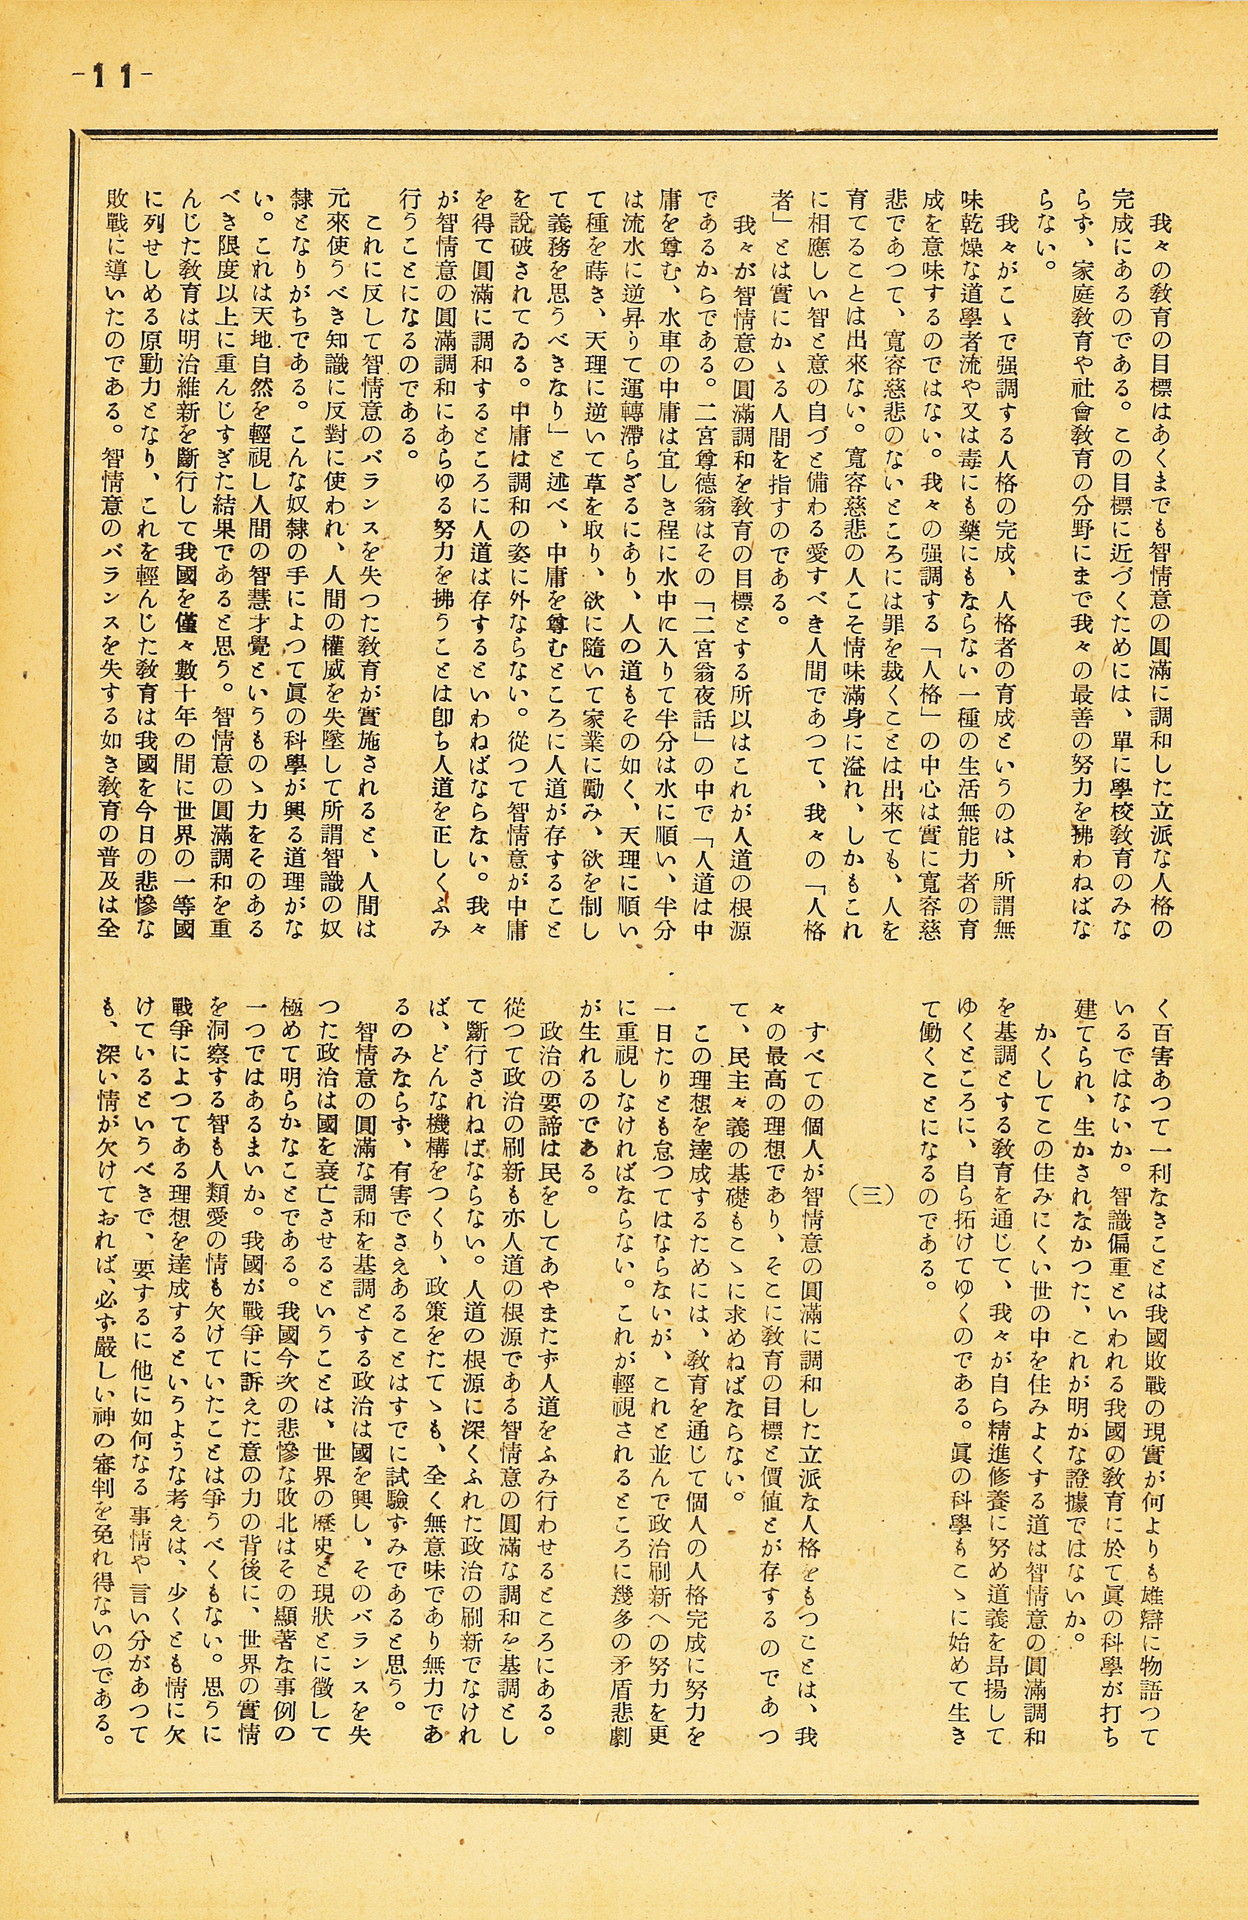 -11-
我々の敎育の目標はあくまでも智情意の圓滿に調和した立派な人格の
完成にあるのである。この目標に近づくためには、單に學校敎育のみな
らず、家庭敎育や社會敎育の分野にまで我々の最善の努力を拂わねばな
らない。
我々がこゝで强調する人格の完成、人格者の育成というのは、所謂無
味乾燥な道學者流や又は毒にも藥にもならない一種の生活無能力者の育
成を意味するのではない。我々の强調する「人格」の中心は實に寬容慈
悲であつて、寬容慈悲のないところには罪を裁くことは出來ても、人を
育てることは出來ない。寬容慈悲の人こそ情味滿身に溢れ、しかもこれ
に相應しい智と意の自づと備わる愛すべき人間であつて、我々の「人格
者」とは實にかゝる人間を指すのである。
我々が智情意の圓滿調和を敎育の目標とする所以はこれが人道の根源
であるからである。二宮尊德翁はその「二宮翁夜話」の中で「人道は中
庸を尊む、水車の中庸は宜しき程に水中に入りて半分は水に順い、半分
は流水に逆昇りて運轉滯らざるにあり、人の道もその如く、天理に順い
て種を蒔き、天理に逆いて草を取り、欲に隨いて家業に勵み、欲を制し
て義務を思うべきなり」と述べ、中庸を尊むところに人道が存すること
を說破されてゐる。中庸は調和の姿に外ならない。從つて智情意が中庸
を得て圓滿に調和するところに人道は存するといわねばならない。我々
が智情意の圓滿調和にあらゆる努力を拂うことは卽ち人道を正しくふみ
行うことになるのである。
これに反して智情意のバランスを失つた敎育が實施されると、人間は
元來使うべき知識に反對に使われ、人間の權威を失墜して所謂智識の奴
隸となりがちである。こんな奴隸の手によつて眞の科學が興る道理がな
い。これは天地自然を輕視し人間の智慧才覺というものゝ力をそのある
べき限度以上に重んじすぎた結果であると思う。智情意の圓滿調和を重
んじた敎育は明治維新を斷行して我國を僅々數十年の間に世界の一等國
に列せしめる原動力となり、これを輕んじた敎育は我國を今日の悲慘な
敗戰に導いたのである。智情意のバランスを失する如き敎育の普及は全
く百害あつて一利なきことは我國敗戰の現實が何よりも雄辯に物語つて
いるではないか。智識偏重といわれる我國の敎育に於て眞の科學が打ち
建てられ、生かされなかつた、これが明かな證據ではないか。
かくしてこの住みにくい世の中を住みよくする道は智情意の圓滿調和
を基調とする敎育を通じて、我々が自ら精進修養に努め道義を昻揚して
ゆくところに、自ら拓けてゆくのである。眞の科學もこゝに始めて生き
て働くことになるのである。
（三）
すべての個人が智情意の圓滿に調和した立派な人格をもつことは、我
々の最高の理想であり、そこに敎育の目標と價値とが存するのであつ
て、民主々義の基礎もこゝに求めねばならない。
この理想を達成するためには、敎育を通じて個人の人格完成に努力を
一日たりとも怠つてはならないが、これと並んで政治刷新への努力を更
に重視しなければならない。これが輕視されるところに幾多の矛盾悲劇
が生れるのである。
政治の要諦は民をしてあやまたず人道をふみ行わせるところにある。
從つて政治の刷新も亦人道の根源である智情意の圓滿な調和を基調とし
て斷行されねばならない。人道の根源に深くふれた政治の刷新でなけれ
ば、どんな機構をつくり、政策をたてゝも、全く無意味であり無力であ
るのみならず、有害でさえあることはすでに試驗ずみであると思う。
智情意の圓滿な調和を基調とする政治は國を興し、そのバランスを失
つた政治は國を衰亡させるということは、世界の歷史と現狀とに徵して
極めて明らかなことである。我國今次の悲慘な敗北はその顯著な事例の
一つではあるまいか。我國が戰爭に訴えた意の力の背後に、世界の實情
を洞察する智も人類愛の情も欠けていたことは爭うべくもない。思うに
戰爭によつてある理想を達成するというような考えは、少くとも情に欠
けているというべきで、要するに他に如何なる事情や言い分があつて
も、深い情が欠けておれば、必ず嚴しい神の審判を免れ得ないのである。